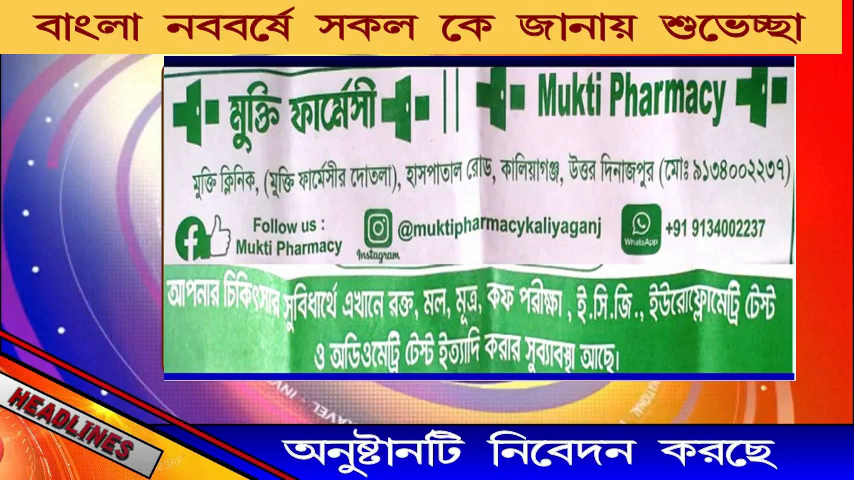 বাংলা নববর্ষে সকল কে জানায় শুভেচ্ছা
মুক্তি ফার্মেসী || Mukti Pharmacy
মুক্তি ক্লিনিক, (মুক্তি ফার্মেসীর দোতলা), হাসপাতাল রোড, কালিয়াগঞ্জ, উত্তর দিনাজপুর (মোঃ ৯১৩৪০০২২৩৭)
Follow us :
Mukti Pharmacy
Instagram
@muktipharmacykaliyaganj
WhatsApp
+91 9134002237
আপনার চিকিৎসার সুবিধার্থে এখানে রক্ত, মল, মূত্র, কফ পরীক্ষা, ই.সি.জি., ইউরোফ্লোমেট্রি টেস্ট
ও অডিওমেট্রি টেস্ট ইত্যাদি করার সুব্যাবস্থা আছে।
HEADLINES
অনুষ্টানটি নিবেদন করছে